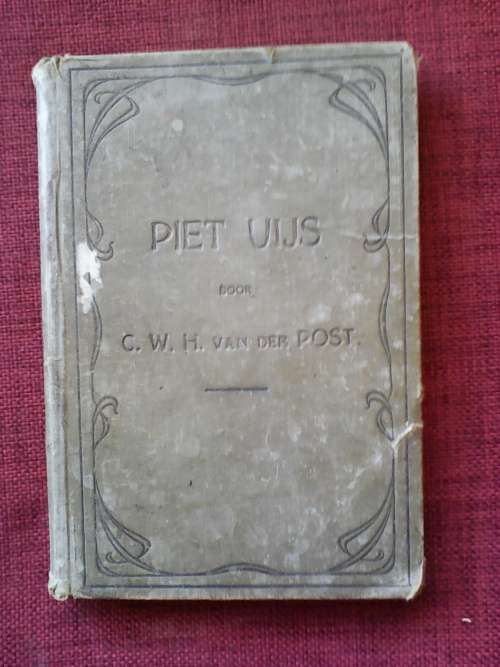 PIET UIJS
DOOR
C. W. H. VAN DER POST.